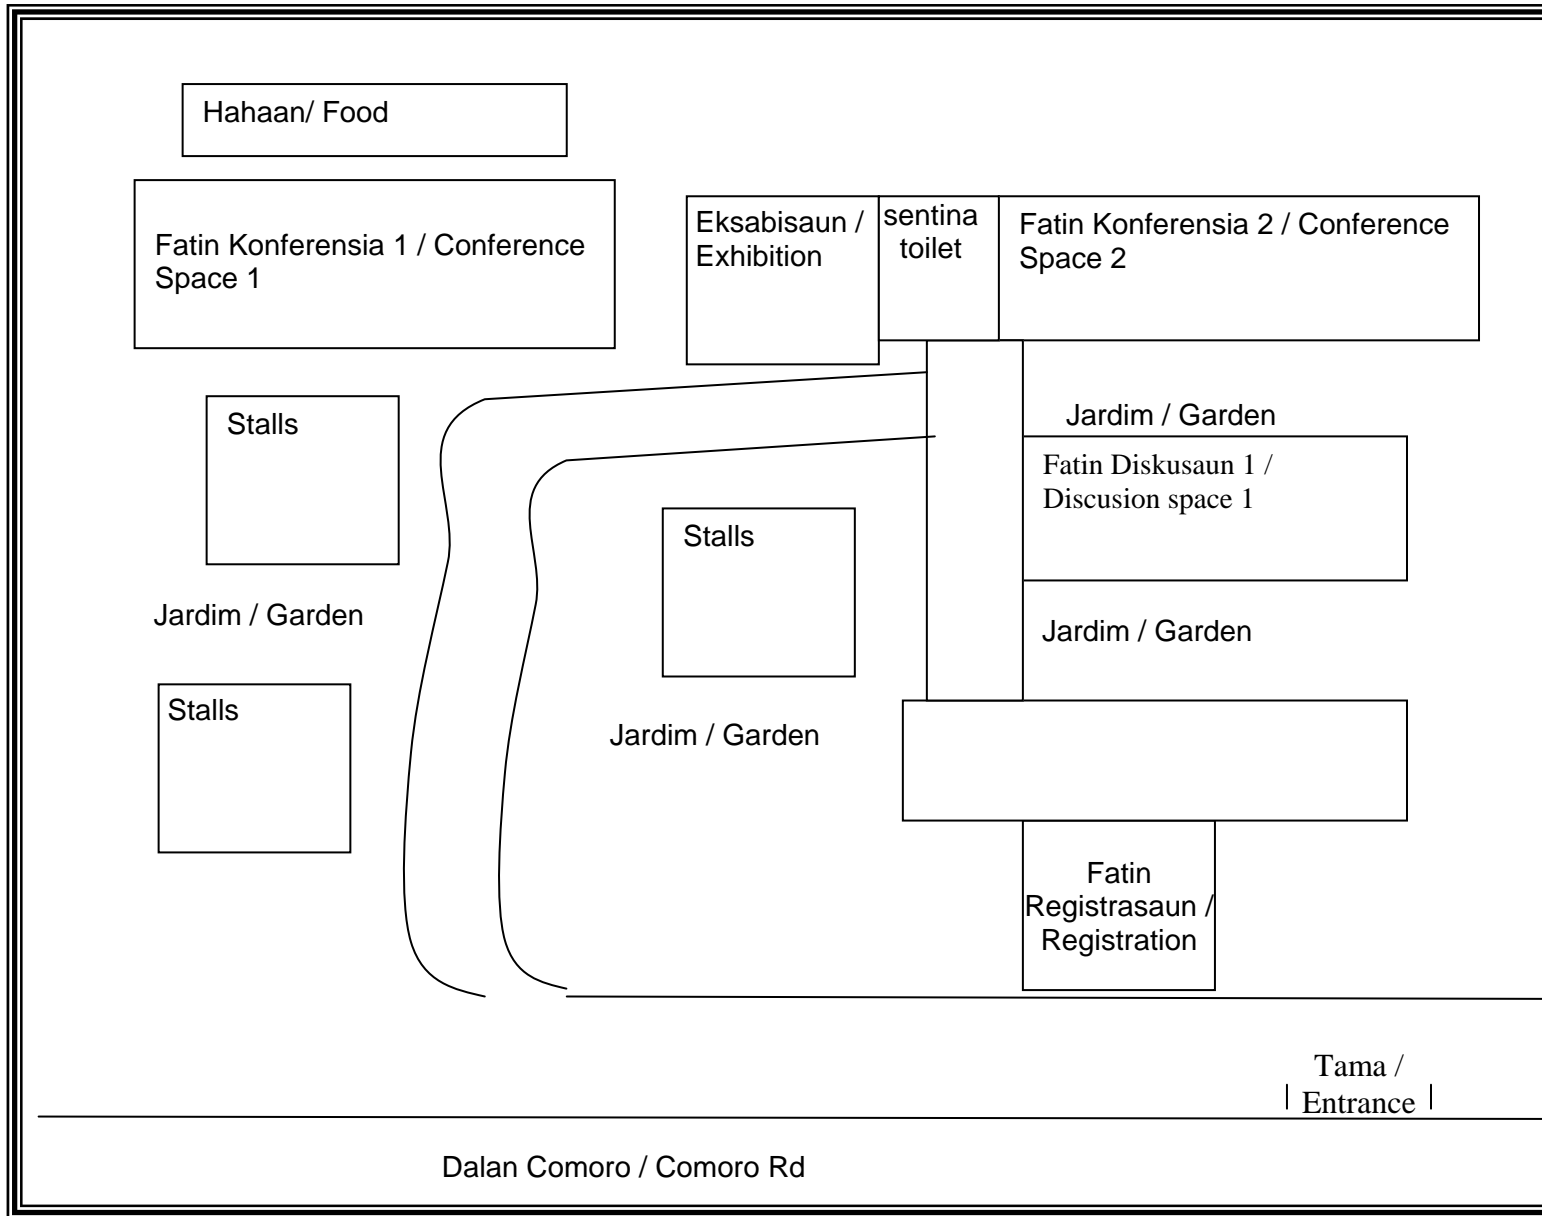 Hahaan/ Food
Fatin Konferensia 1 / Conference
Space 1
Eksabisaun /
Exhibition
sentina
toilet
Fatin Konferensia 2 / Conference
Space 2
Stalls
Jardim / Garden
Fatin Diskusaun 1 /
Discusion space 1
Stalls
Jardim / Garden
Jardim / Garden
Stalls
Jardim / Garden
Fatin
Registrasaun /
Registration
Tama /
Entrance
Dalan Comoro / Comoro Rd